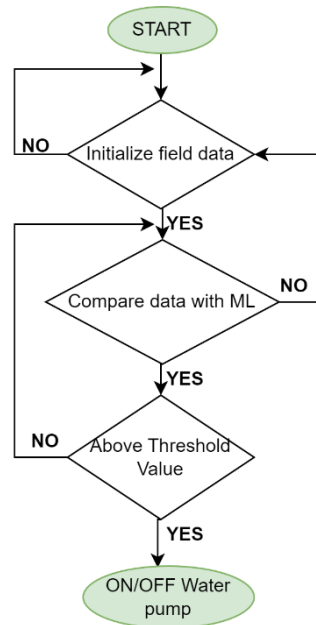 START
NO
Initialize field data
YES
Compare data with ML
NO
YES
NO
Above Threshold
Value
YES
ON/OFF Water
pump